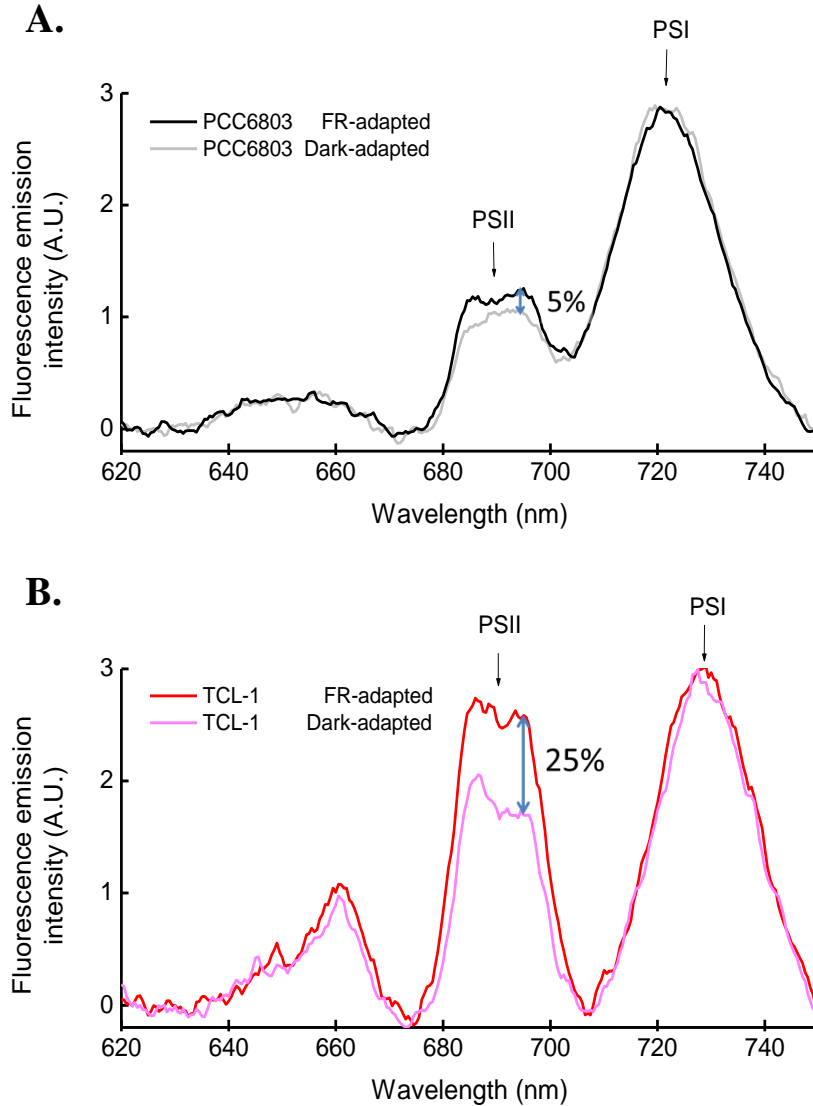 A.
PSI
3
PCC6803 FR-adapted
PCC6803 Dark-adapted
2
PSII
5%
1
0
Fluorescence emission
intensity (A.U.)
620 640 660 680 700 720 740
Wavelength (nm)
B.
PSII
PSI
3
TCL-1 FR-adapted
TCL-1 Dark-adapted
25%
2
1
0
Fluorescence emission
intensity (A.U.)
620 640 660 680 700 720 740
Wavelength (nm)